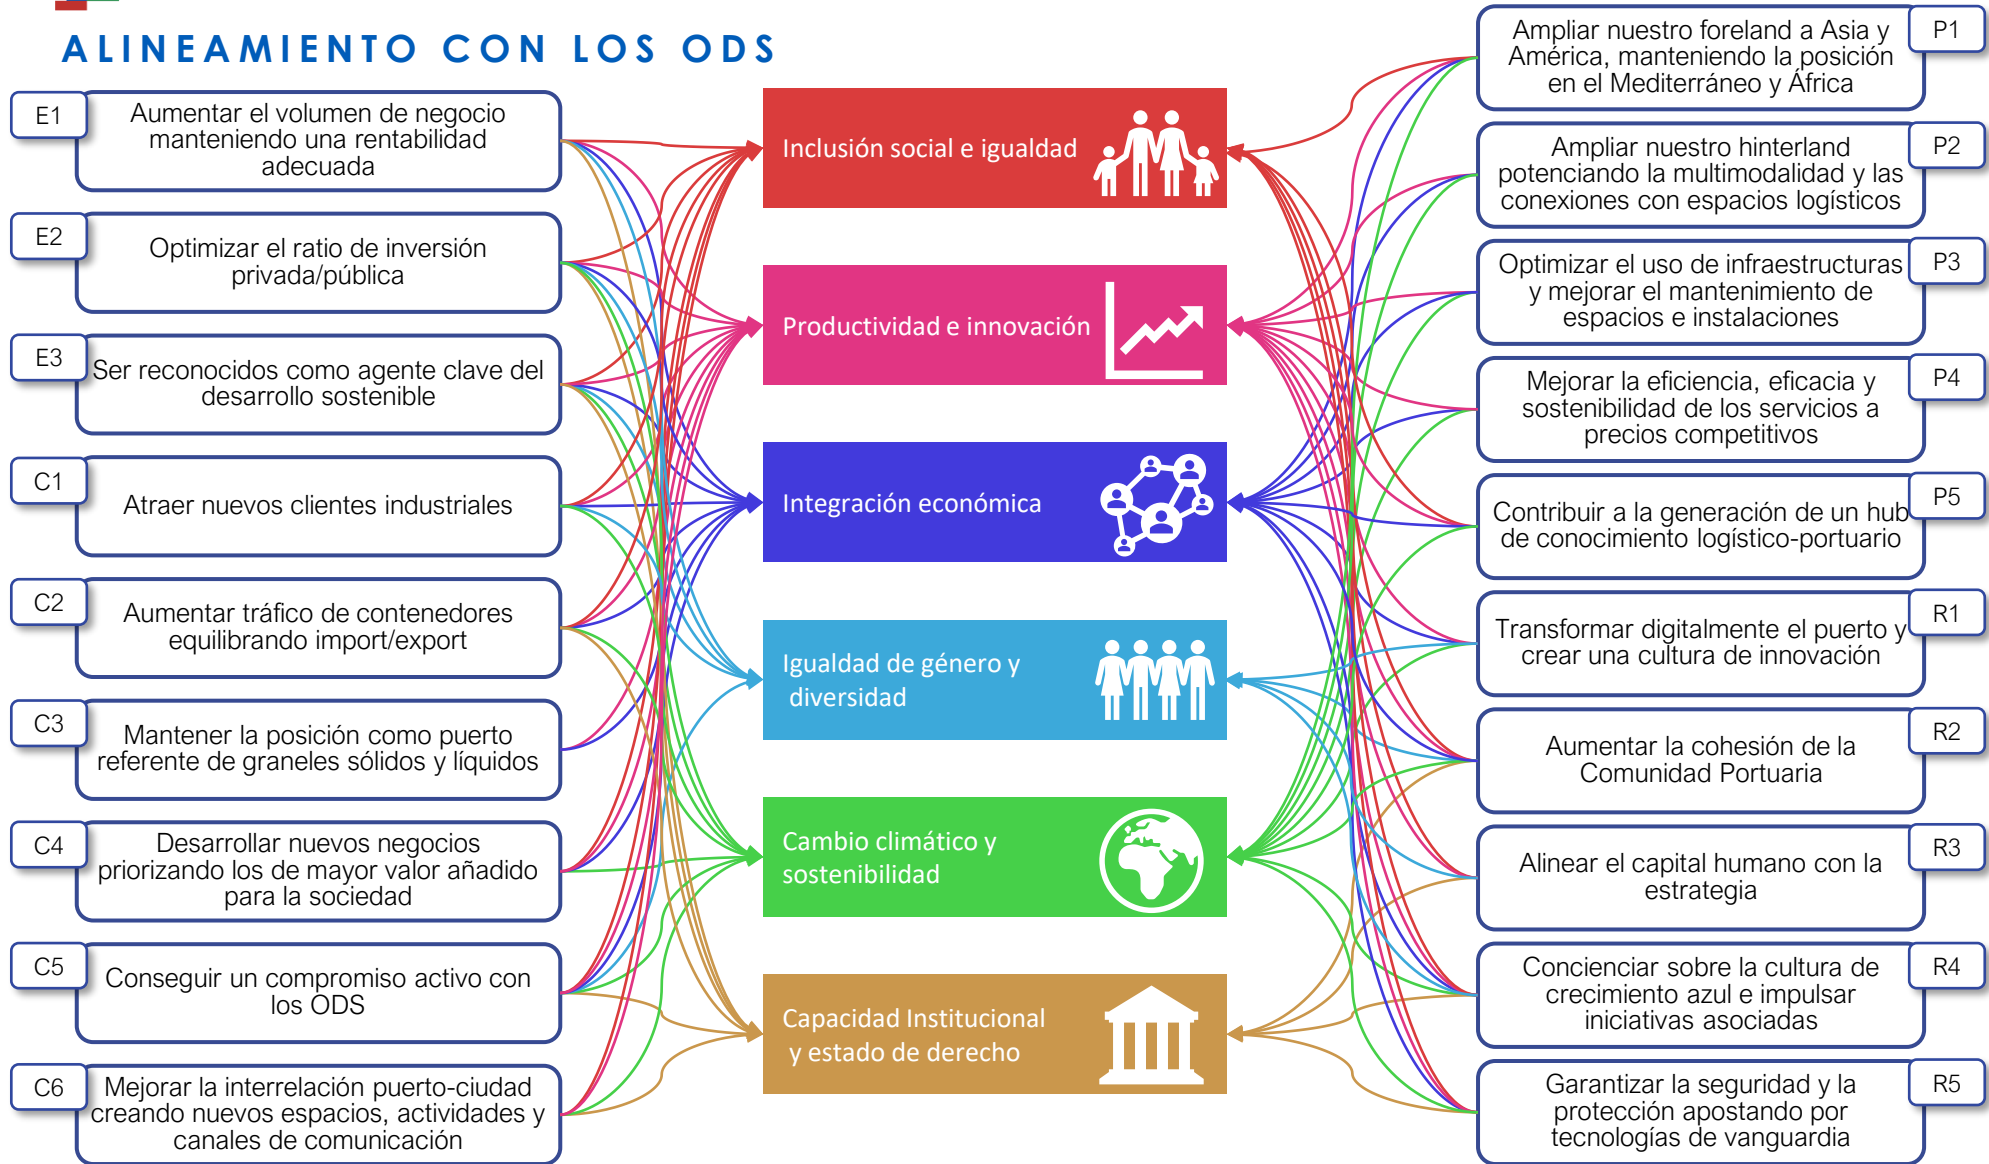 ALINEAMIENTO CON LOS ODS
E1
Aumentar el volumen de negocio
manteniendo una rentabilidad
adecuada
E2
Optimizar el ratio de inversión
privada/pública
E3
Ser reconocidos como agente clave del
desarrollo sostenible
C1
Atraer nuevos clientes industriales
C2
Aumentar tráfico de contenedores
equilibrando import/export
C3
Mantener la posición como puerto
referente de graneles sólidos y líquidos
C4
Desarrollar nuevos negocios
priorizando los de mayor valor añadido
para la sociedad
C5
Conseguir un compromiso activo con
los ODS
C6
Mejorar la interrelación puerto-ciudad
creando nuevos espacios, actividades y
canales de comunicación
Inclusión social e igualdad
Productividad e innovación
Integración económica
Igualdad de género y
diversidad
Cambio climático y
sostenibilidad
Capacidad Institucional
y estado de derecho
P1
Ampliar nuestro foreland a Asia y
América, manteniendo la posición
en el Mediterráneo y África
P2
Ampliar nuestro hinterland
potenciando la multimodalidad y las
conexiones con espacios logísticos
P3
Optimizar el uso de infraestructuras
y mejorar el mantenimiento de
espacios e instalaciones
P4
Mejorar la eficiencia, eficacia y
sostenibilidad de los servicios a
precios competitivos
P5
Contribuir a la generación de un hub
de conocimiento logístico-portuario
R1
Transformar digitalmente el puerto y
crear una cultura de innovación
R2
Aumentar la cohesión de la
Comunidad Portuaria
R3
Alinear el capital humano con la
estrategia
R4
Concienciar sobre la cultura de
crecimiento azul e impulsar
iniciativas asociadas
R5
Garantizar la seguridad y la
protección apostando por
tecnologías de vanguardia